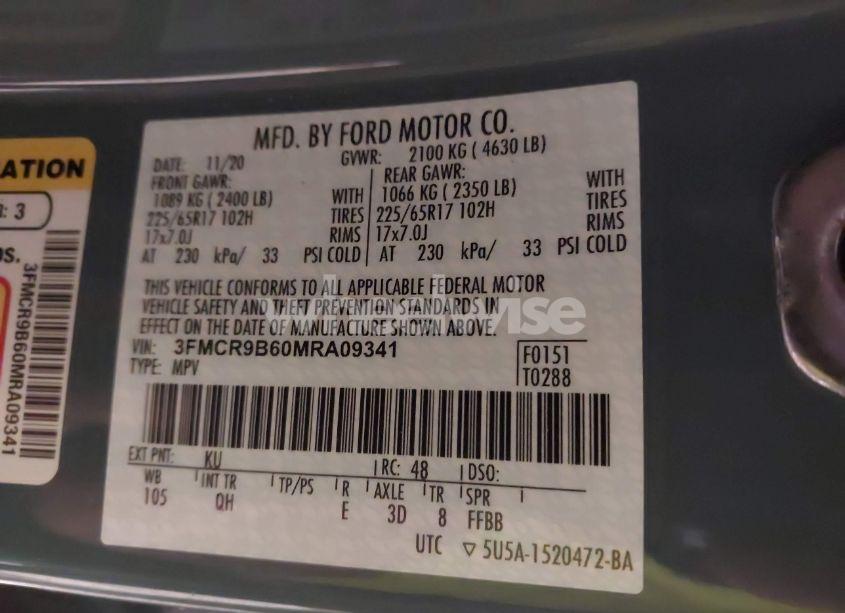 MFD. BY FORD MOTOR CO.
DATE: 11/20 GVWR: 2100 KG ( 4630 LB)
FRONT GAWR: REAR GAWR:
1089 KG ( 2400 LB) WITH 1066 KG ( 2350 LB) WITH
225/65R17 102H TIRES 225/65R17 102H TIRES
17x7.0J RIMS 17x7.0J RIMS
AT 230 kPa/ 33 PSI COLD AT 230 kPa/ 33 PSI COLD
THIS VEHICLE CONFORMS TO ALL APPLICABLE FEDERAL MOTOR
VEHICLE SAFETY AND THEFT PREVENTION STANDARDS IN
EFFECT ON THE DATE OF MANUFACTURE SHOWN ABOVE.
VIN: 3FMCR9B60MRA09341 F0151
TYPE: MPV T0288
EXT PNT: KU RC: 48 DSO:
WB INT TR TP/PS R AXLE TR SPR
105 QH E 3D 8 FFBB
UTC ▽ 5U5A-1520472-BA
ATION
: 3
OS.
3FMCR9B60MRA09341